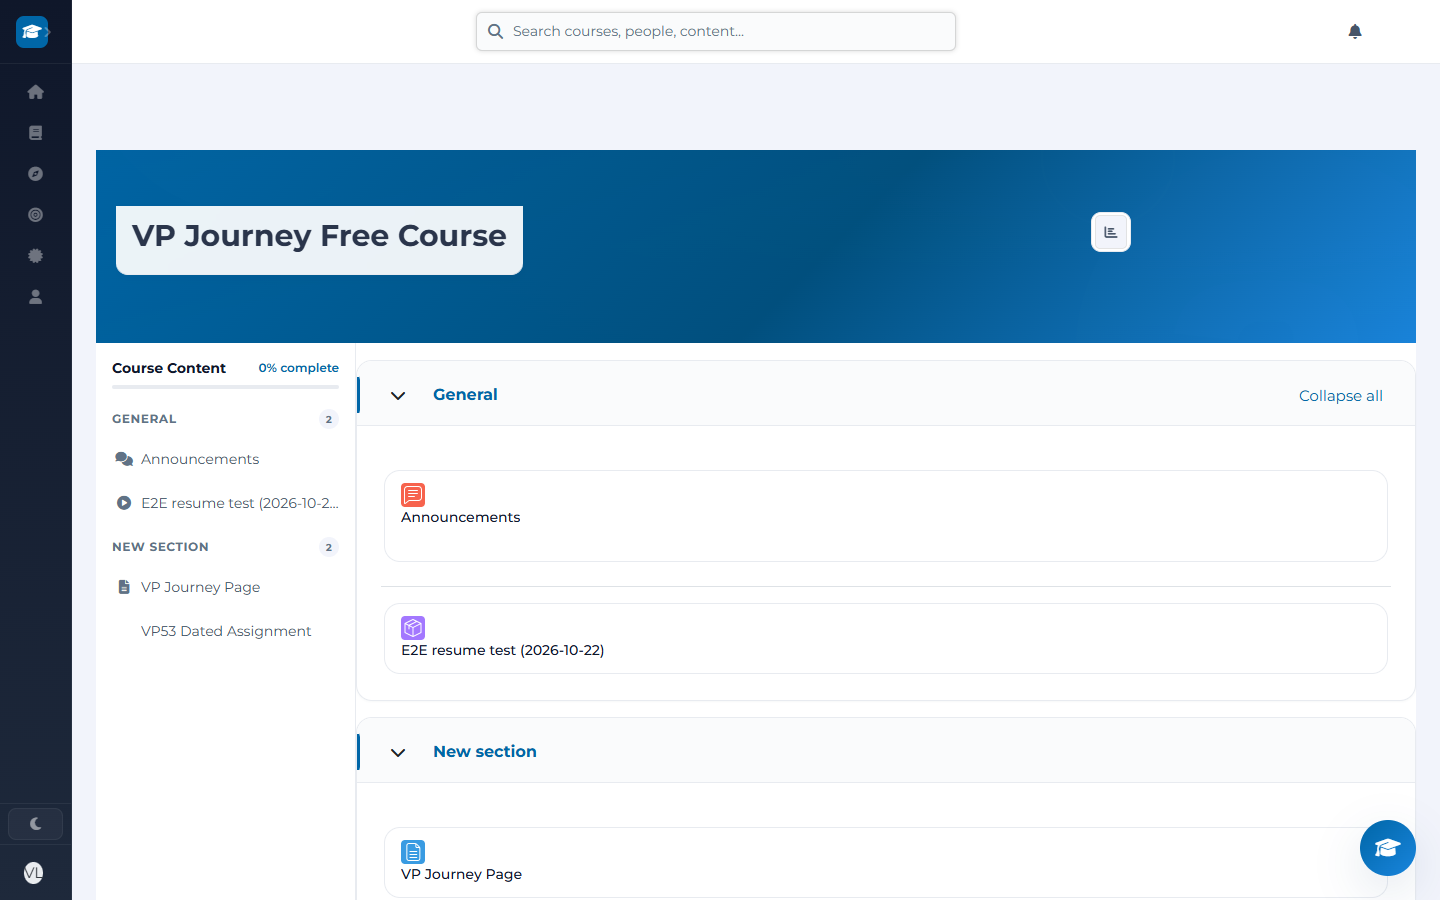 Search courses, people, content...
VP Journey Free Course
Course Content
0% complete
GENERAL
2
Announcements
E2E resume test (2026-10-2...
NEW SECTION
2
VP Journey Page
VP53 Dated Assignment
General
Collapse all
Announcements
E2E resume test (2026-10-22)
New section
VP Journey Page
VL